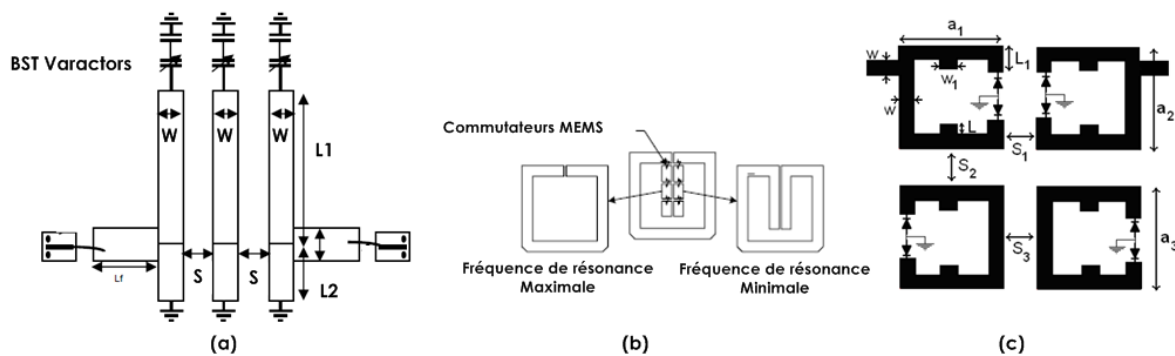 BST Varactors
W
W
W
L1
S
S
L2
Lf
(a)
Commutateurs MEMS
Fréquence de résonance
Maximale
Fréquence de résonance
Minimale
(b)
a1
w
L1
w1
w
L
S1
a2
S2
S3
a3
(c)